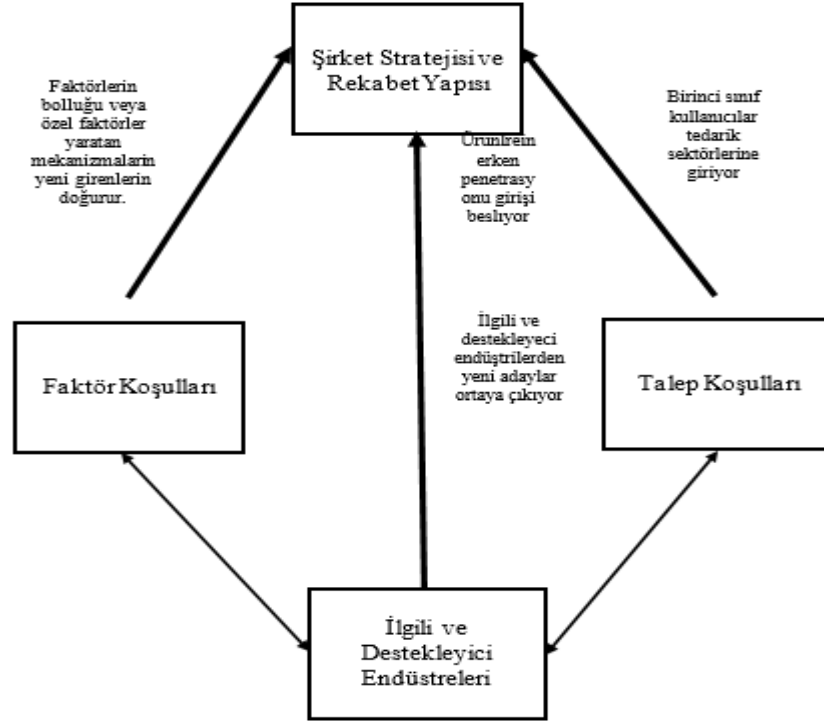 Şirket Stratejisi ve
Rekabet Yapısı
Faktörlerin
bolluğu veya
özel faktörler
yaratan
mekanizmaların
yeni girenlerin
doğurur.
Birinci sınıf
kullanıcılar
tedarik
sektörlerine
giriyor
Ürünlrein
erken
penetrasy
onu girişi
beslıyor
İlgili ve
destekleyeci
endüştrilerden
yeni adaylar
ortaya çıkıyor
Faktör Koşulları
Talep Koşulları
İlgili ve
Destekleyici
Endüstreleri